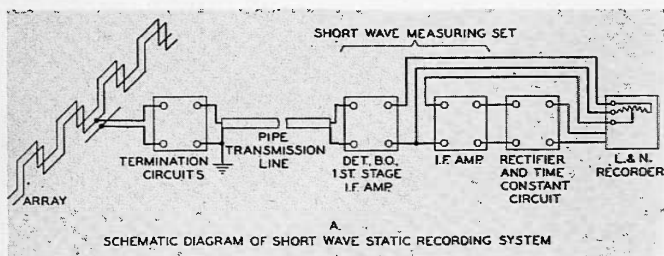 SHORT WAVE MEASURING SET
ARRAY
TERMINATION
CIRCUITS
PIPE
TRANSMISSION
LINE
DET., B.O.,
1ST. STAGE
I.F. AMP.
I.F. AMP.
RECTIFIER
AND TIME
CONSTANT
CIRCUIT
L. & N.
RECORDER
A.
SCHEMATIC DIAGRAM OF SHORT WAVE STATIC RECORDING SYSTEM